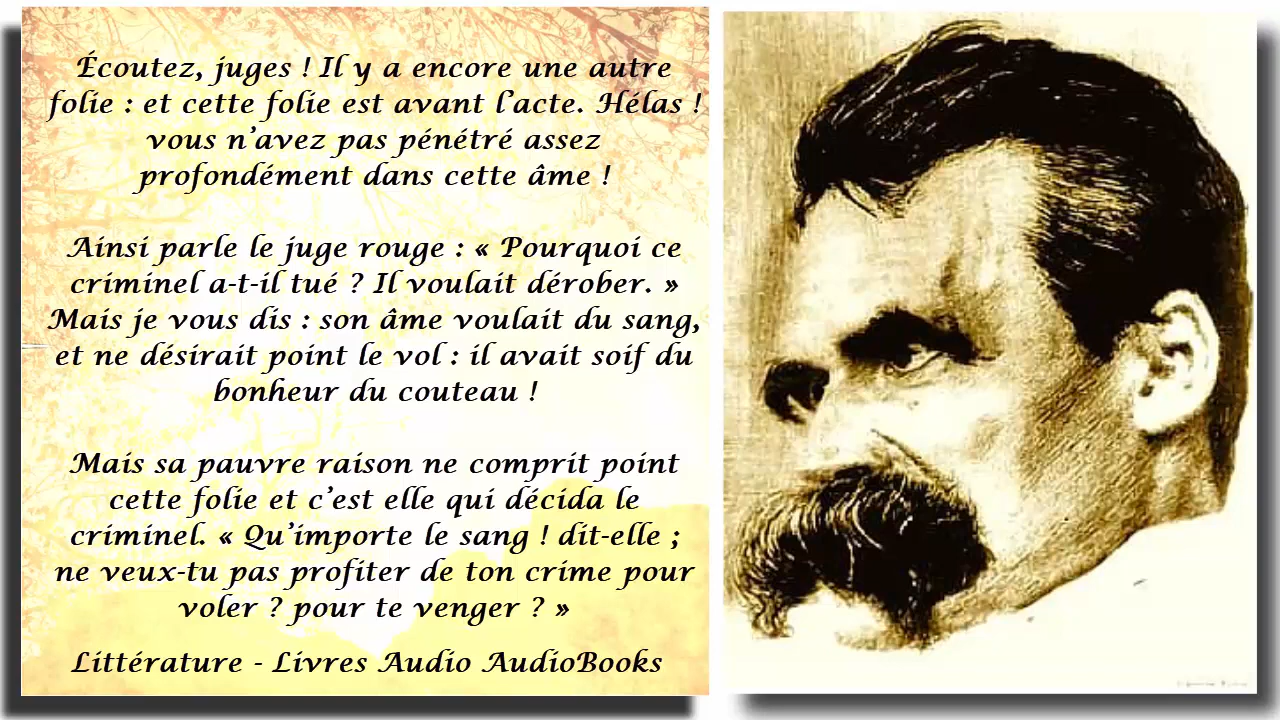 Écoutez, juges ! Il y a encore une autre
folie : et cette folie est avant l’acte. Hélas !
vous n’avez pas pénétré assez
profondément dans cette âme !
Ainsi parle le juge rouge : « Pourquoi ce
criminel a-t-il tué ? Il voulait dérober. »
Mais je vous dis : son âme voulait du sang,
et ne désirait point le vol : il avait soif du
bonheur du couteau !
Mais sa pauvre raison ne comprit point
cette folie et c’est elle qui décida le
criminel. « Qu’importe le sang ! dit-elle ;
ne veux-tu pas profiter de ton crime pour
voler ? pour te venger ? »
Littérature - Livres Audio AudioBooks